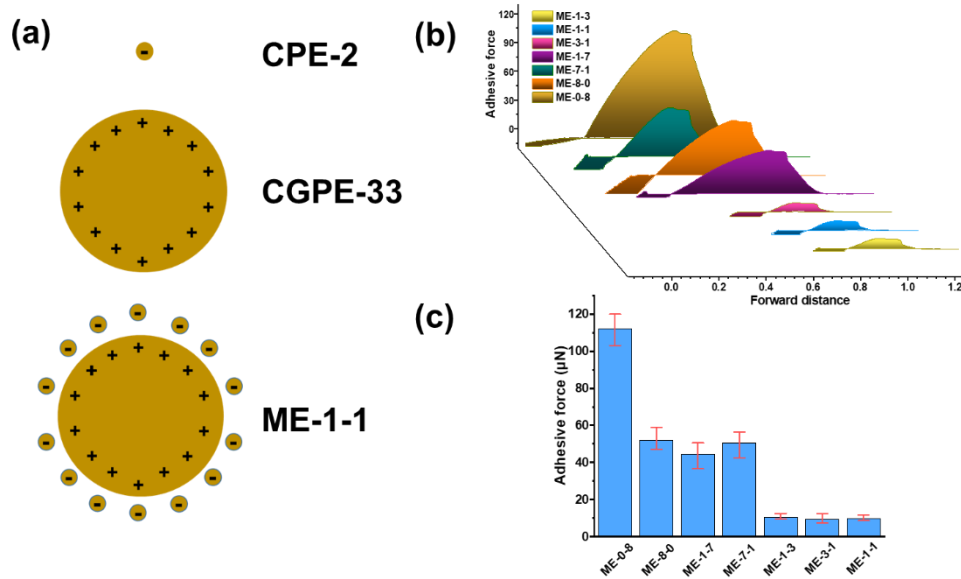 (a)
-
CPE-2
+ + + + + + + + + + + + + +
CGPE-33
- - - - - - - - - - - - - -
+ + + + + + + + + + + + + +
ME-1-1
(b)
Adhesive force
120
90
60
30
0
ME-1-3
ME-1-1
ME-3-1
ME-1-7
ME-7-1
ME-8-0
ME-0-8
0.0 0.2 0.4 0.6 0.8 1.0 1.2
Forward distance
(c)
Adhesive force (μN)
120
100
80
60
40
20
0
ME-0-8 ME-8-0 ME-1-7 ME-7-1 ME-1-3 ME-3-1 ME-1-1